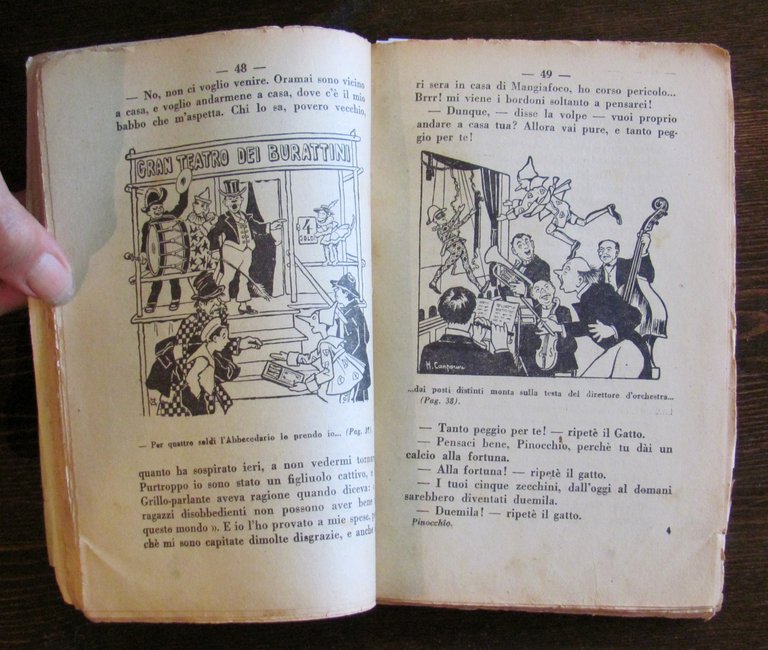 — 48 —
— No, non ci voglio venire. Oramai sono vicino
a casa, e voglio andarmene a casa, dove c'è il mio
babbo che m'aspetta. Chi lo sa, povero vecchio,
GRAN TEATRO DEI BURATTINI
4
SOLDI
— Per quattro soldi l'Abbecedario lo prendo io... (Pag.
quanto ha sospirato ieri, a non vedermi
Purtroppo io sono stato un figliuolo cattivo,
Grillo-parlante aveva ragione quando diceva:
ragazzi disobbedienti non possono aver bene
questo mondo ». E io l'ho provato a mie spese,
chè mi sono capitate dimolte disgrazie, e anche
— 49 —
ri sera in casa di Mangiafoco, ho corso pericolo...
Brrr! mi viene i bordoni soltanto a pensarci!
— Dunque, — disse la volpe — vuoi proprio
andare a casa tua? Allora vai pure, e tanto peg-
gio per te!
...dai posti distinti monta sulla testa del direttore d'orchestra...
(Pag. 38).
— Tanto peggio per te! — ripetè il Gatto.
— Pensaci bene, Pinocchio, perchè tu dài un
calcio alla fortuna.
— Alla fortuna! — ripetè il gatto.
— I tuoi cinque zecchini, dall'oggi al domani
sarebbero diventati duemila.
— Duemila! — ripetè il gatto.
Pinocchio.
4